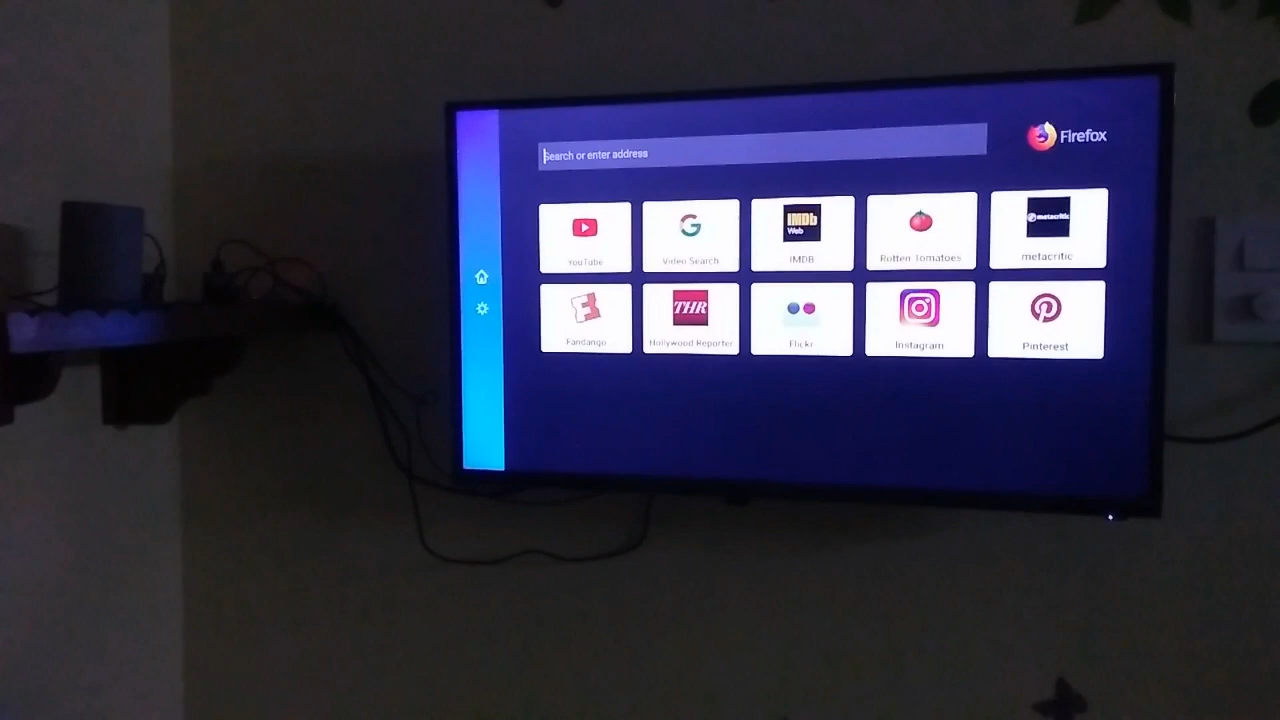 Search or enter address
Firefox
YouTube
Video Search
IMDb
Web
IMDB
Rotten Tomatoes
metacritic
metacritic
Fandango
THR
Hollywood Reporter
Flickr
Instagram
Pinterest